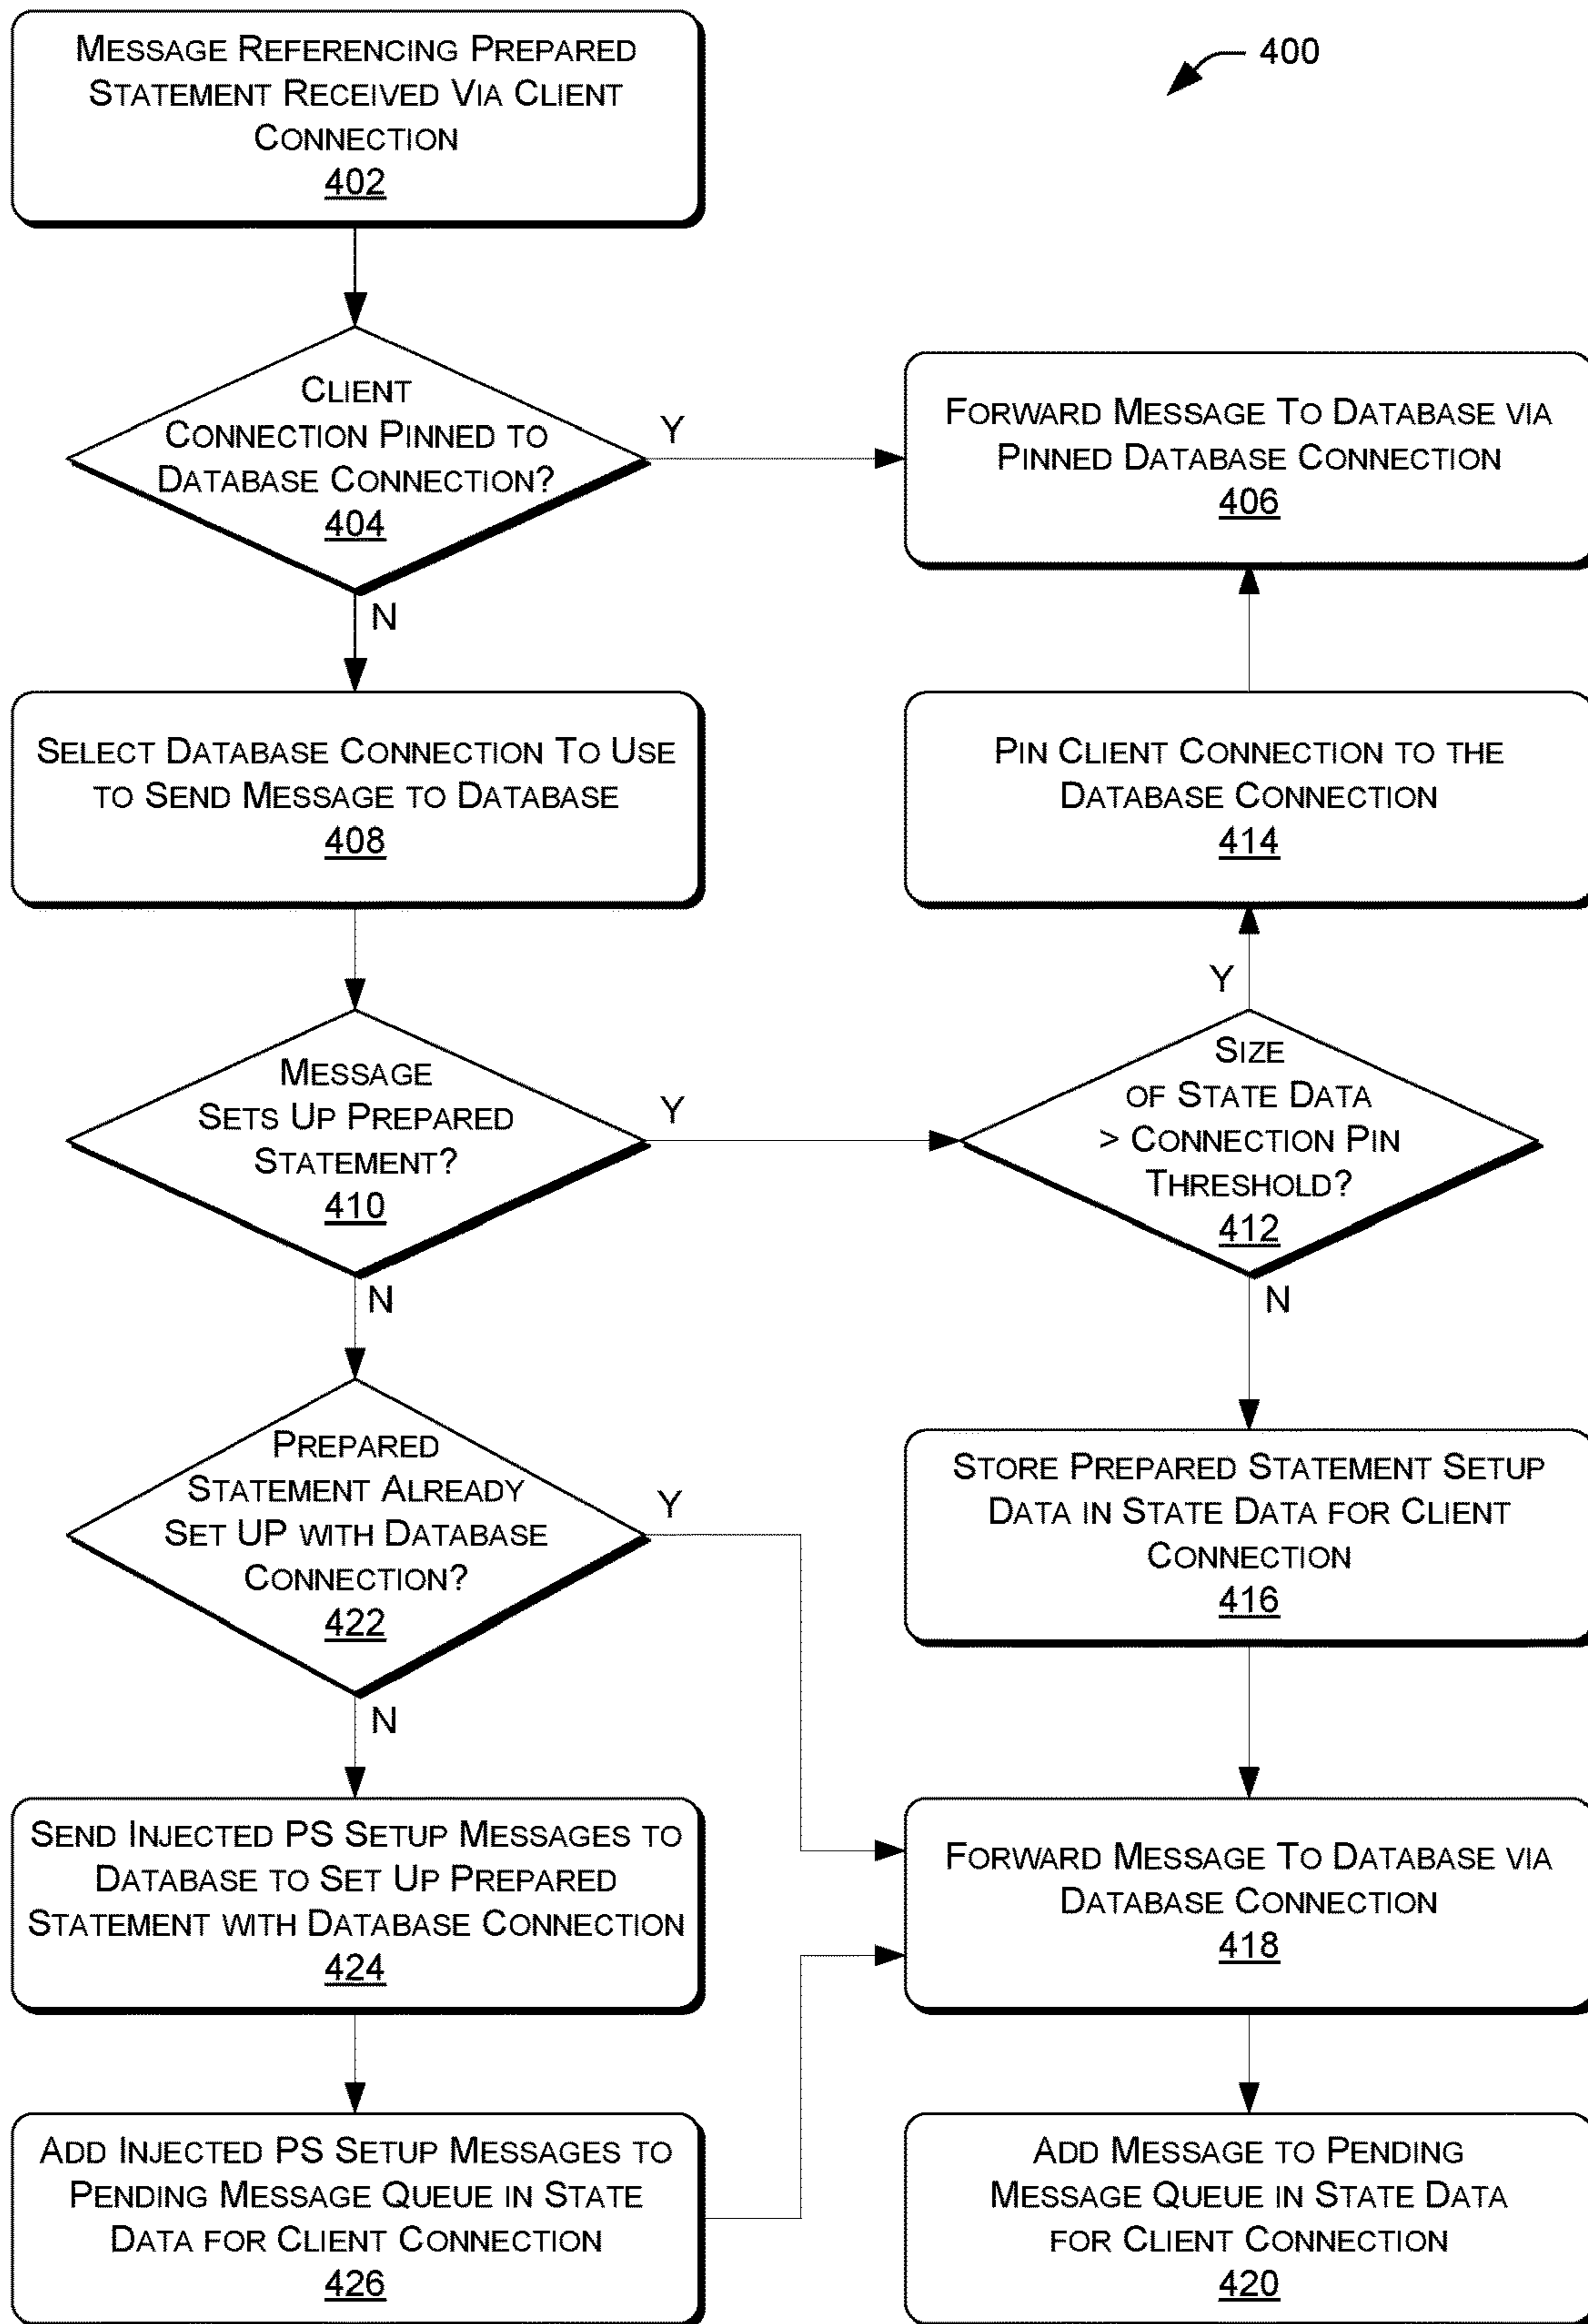 MESSAGE REFERENCING PREPARED
STATEMENT RECEIVED VIA CLIENT
CONNECTION
402
400
CLIENT
CONNECTION PINNED TO
DATABASE CONNECTION?
404
Y
N
FORWARD MESSAGE TO DATABASE VIA
PINNED DATABASE CONNECTION
406
SELECT DATABASE CONNECTION TO USE
TO SEND MESSAGE TO DATABASE
408
PIN CLIENT CONNECTION TO THE
DATABASE CONNECTION
414
MESSAGE
SETS UP PREPARED
STATEMENT?
410
Y
N
Y
SIZE
OF STATE DATA
> CONNECTION PIN
THRESHOLD?
412
N
PREPARED
STATEMENT ALREADY
SET UP WITH DATABASE
CONNECTION?
422
Y
N
STORE PREPARED STATEMENT SETUP
DATA IN STATE DATA FOR CLIENT
CONNECTION
416
SEND INJECTED PS SETUP MESSAGES TO
DATABASE TO SET UP PREPARED
STATEMENT WITH DATABASE CONNECTION
424
FORWARD MESSAGE TO DATABASE VIA
DATABASE CONNECTION
418
ADD INJECTED PS SETUP MESSAGES TO
PENDING MESSAGE QUEUE IN STATE
DATA FOR CLIENT CONNECTION
426
ADD MESSAGE TO PENDING
MESSAGE QUEUE IN STATE DATA
FOR CLIENT CONNECTION
420